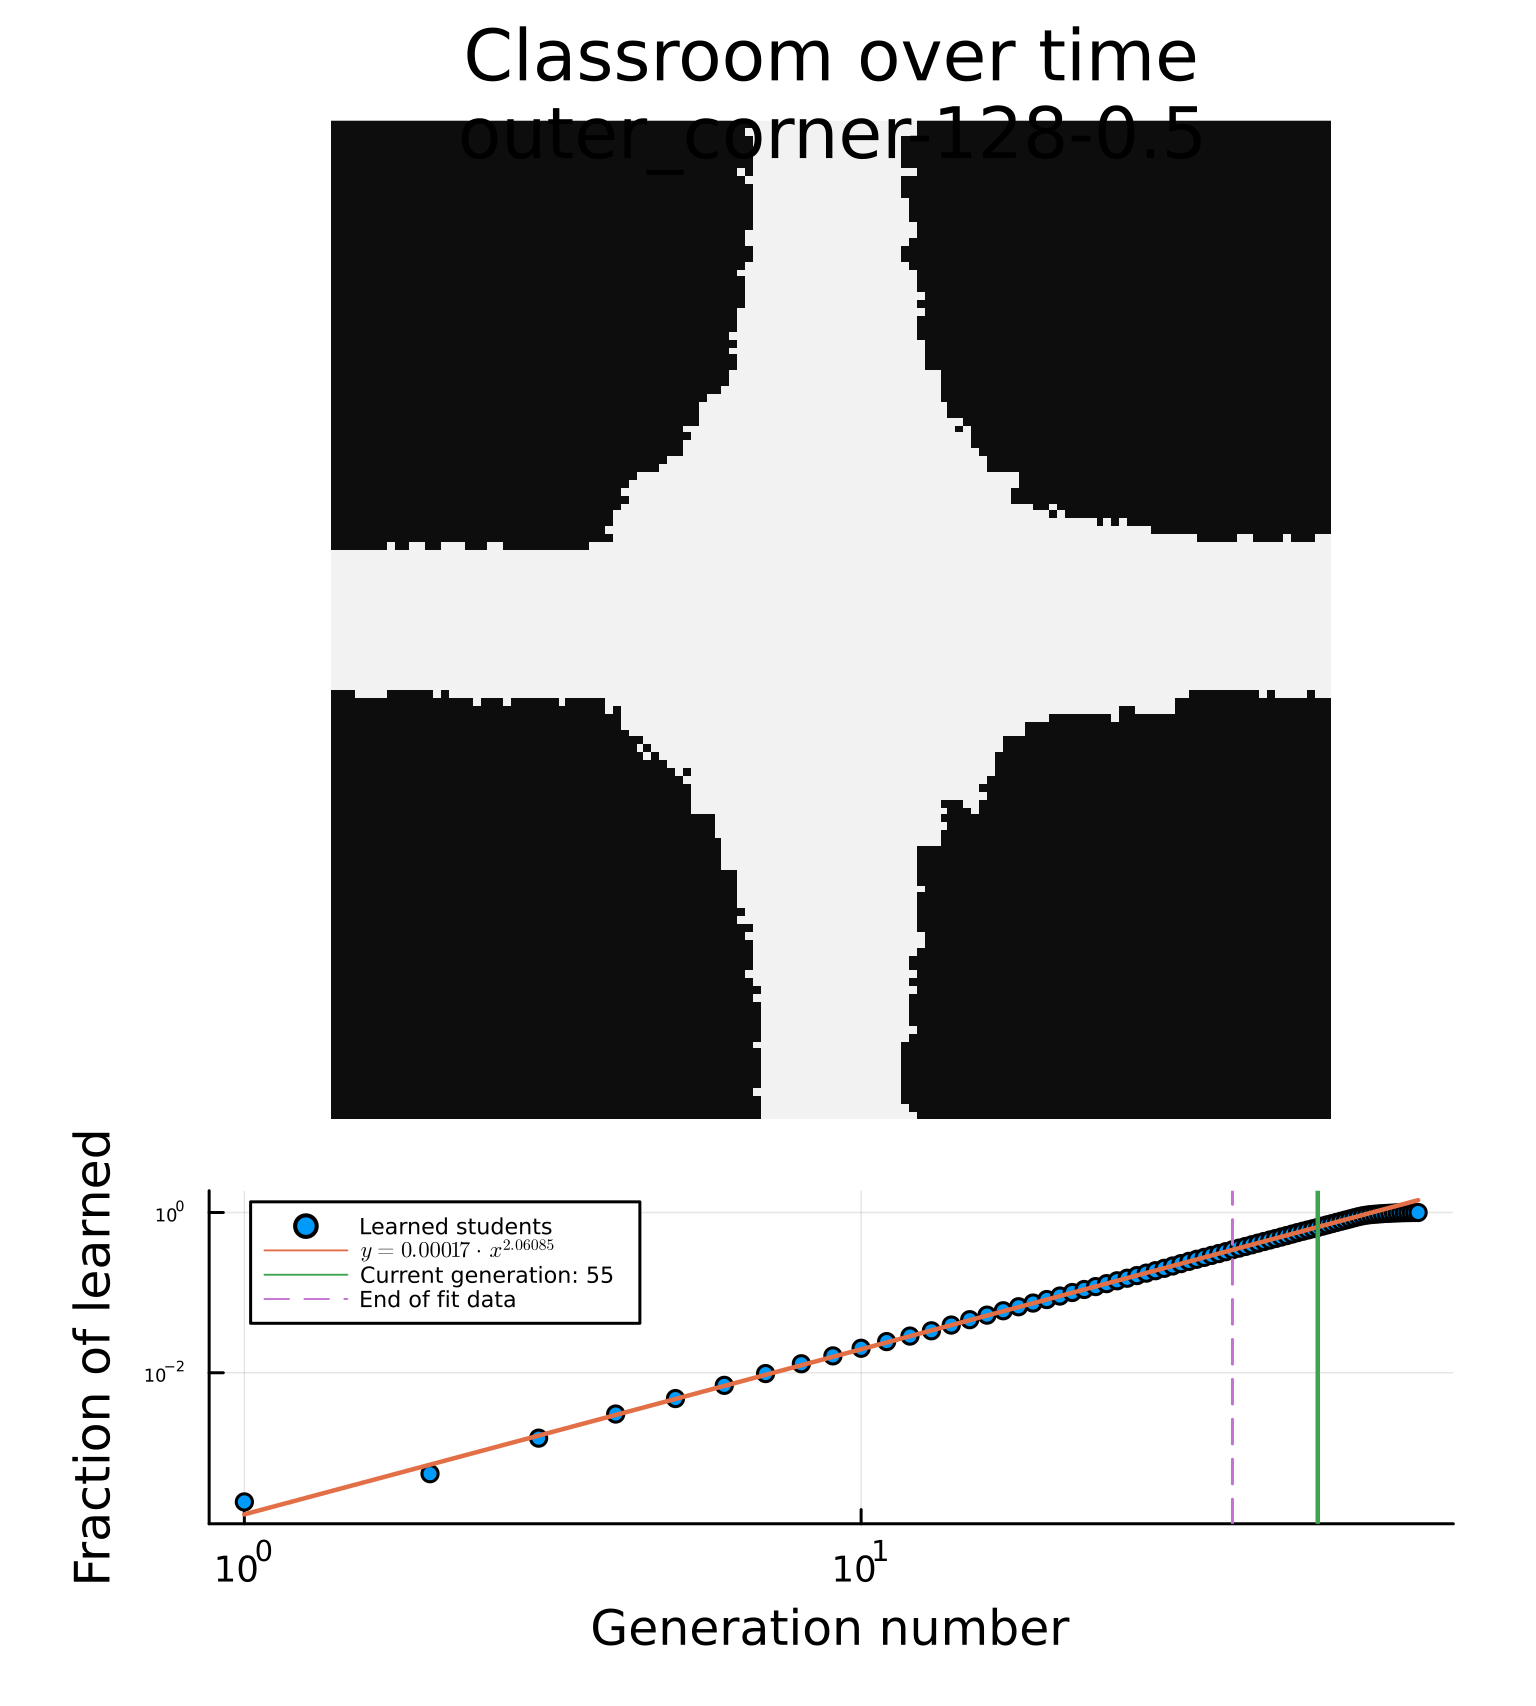 Classroom over time
outer_corner-128-0.5
Fraction of learned
10⁰
10⁻²
Learned students
y = 0.00017 · x^2.06085
Current generation: 55
End of fit data
10⁰
10¹
Generation number